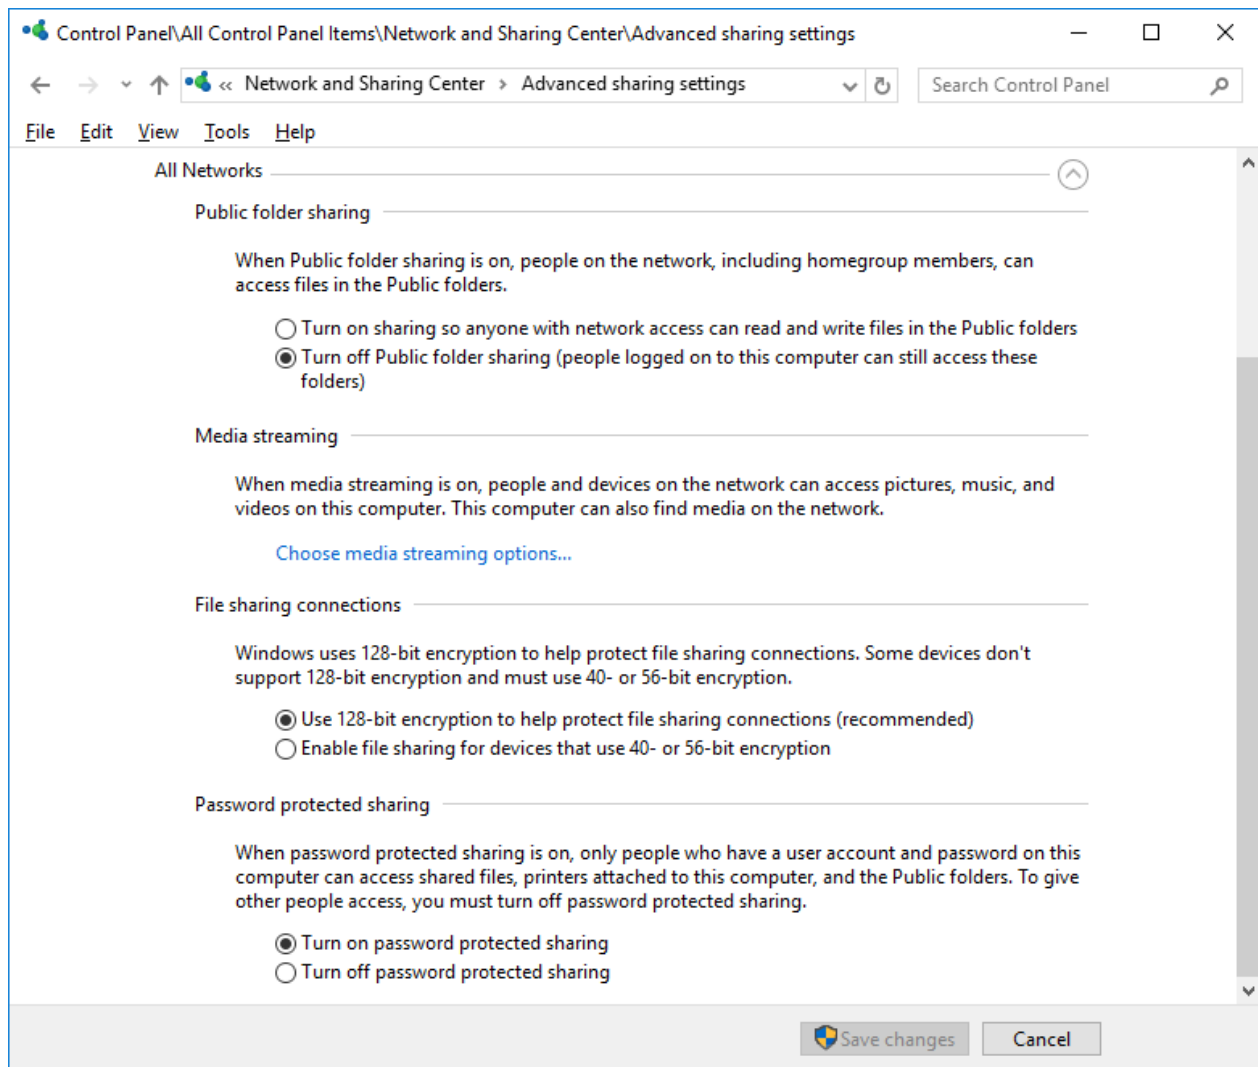 Control Panel\All Control Panel Items\Network and Sharing Center\Advanced sharing settings
« Network and Sharing Center > Advanced sharing settings
Search Control Panel
File Edit View Tools Help
All Networks
Public folder sharing
When Public folder sharing is on, people on the network, including homegroup members, can
access files in the Public folders.
Turn on sharing so anyone with network access can read and write files in the Public folders
Turn off Public folder sharing (people logged on to this computer can still access these
folders)
Media streaming
When media streaming is on, people and devices on the network can access pictures, music, and
videos on this computer. This computer can also find media on the network.
Choose media streaming options...
File sharing connections
Windows uses 128-bit encryption to help protect file sharing connections. Some devices don't
support 128-bit encryption and must use 40- or 56-bit encryption.
Use 128-bit encryption to help protect file sharing connections (recommended)
Enable file sharing for devices that use 40- or 56-bit encryption
Password protected sharing
When password protected sharing is on, only people who have a user account and password on this
computer can access shared files, printers attached to this computer, and the Public folders. To give
other people access, you must turn off password protected sharing.
Turn on password protected sharing
Turn off password protected sharing
Save changes
Cancel